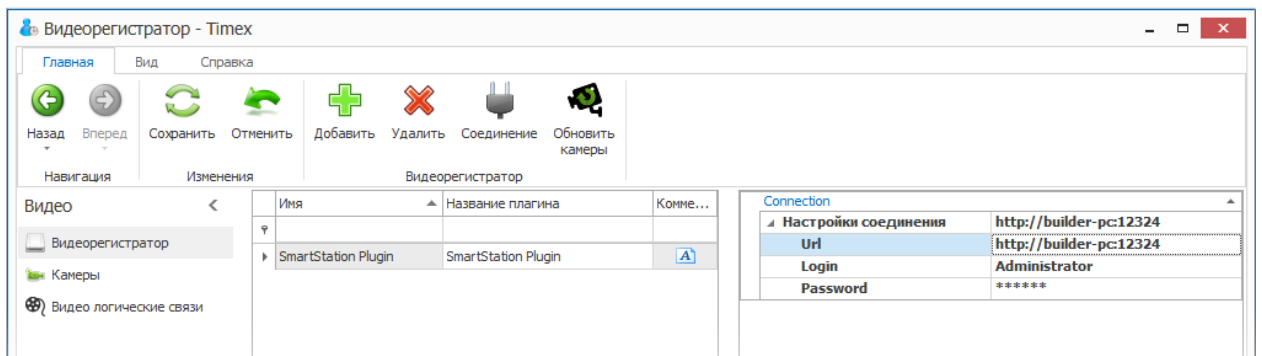 Видеорегистратор - Timex
Главная Вид Справка
Назад Вперед Сохранить Отменить Добавить Удалить Соединение Обновить
камеры
Навигация Изменения Видеорегистратор
Видео Имя Название плагина Комме... Connection
Настройки соединения http://builder-pc:12324
Видеорегистратор Url http://builder-pc:12324
SmartStation Plugin SmartStation Plugin A Login Administrator
Камеры Password ******
Видео логические связи